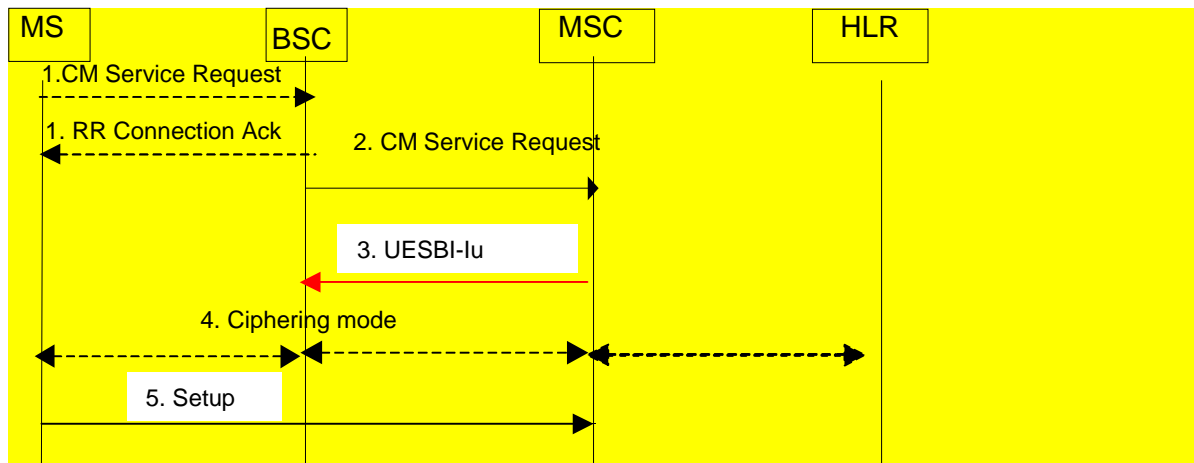 MS
BSC
MSC
HLR
1.CM Service Request
1. RR Connection Ack
2. CM Service Request
3. UESBI-Iu
4. Ciphering mode
5. Setup